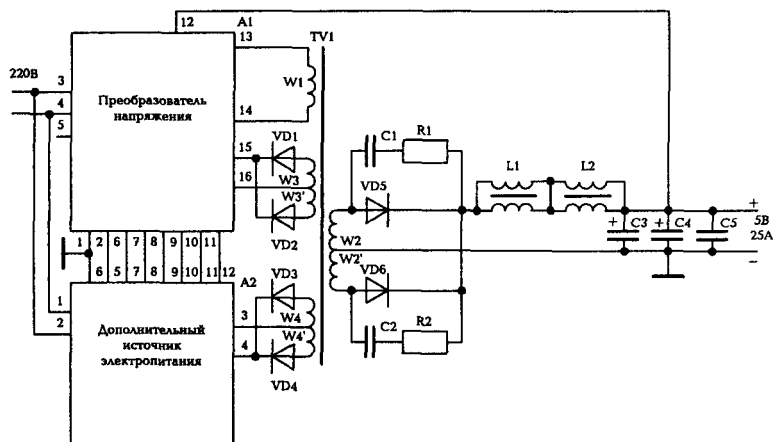 12
A1
13
TV1
220В
3
4
5
Преобразователь
напряжения
W1
14
15
16
VD1
W3
W3'
VD2
C1
R1
VD5
L1
L2
W2
W2'
VD6
C2
R2
+ C3
+ C4
C5
+
5В
25А
−
1
2
6
7
8
9
10
11
6
5
7
8
9
10
11
12
A2
VD3
W4
W4'
VD4
1
2
3
4
Дополнительный
источник
электропитания